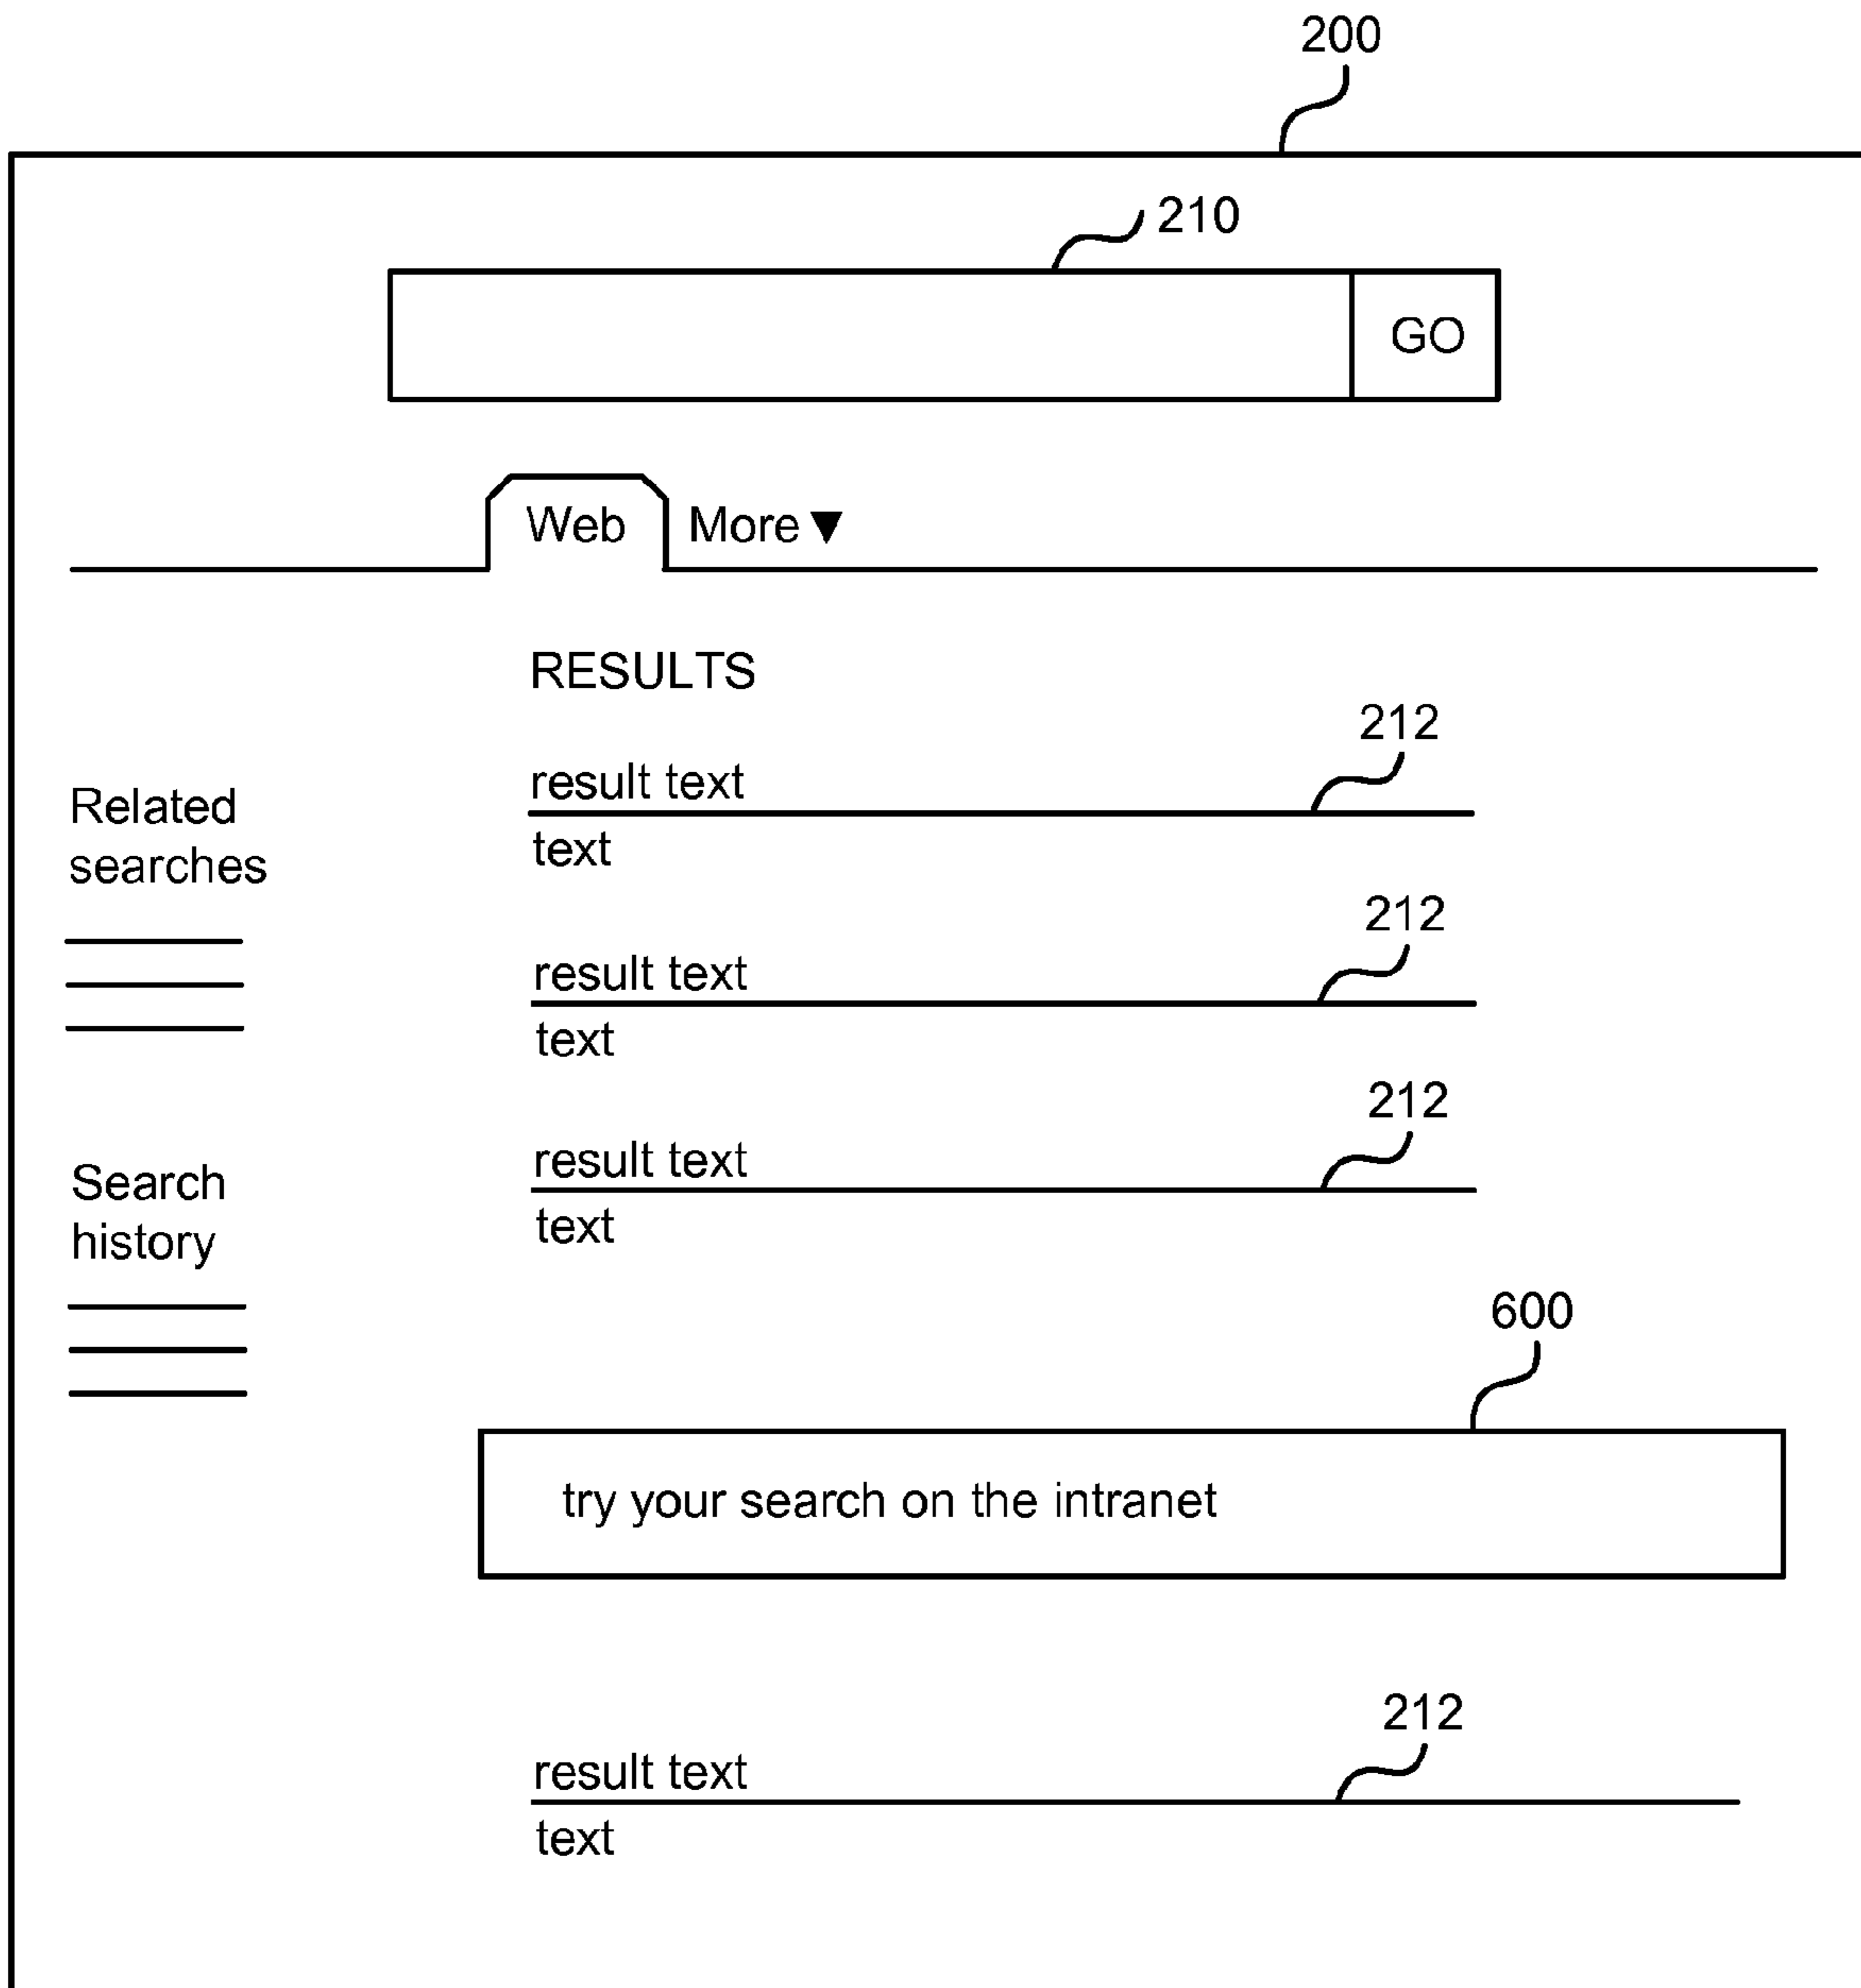 200
210
GO
Web More ▼
RESULTS
212
result text
text
Related
searches
212
result text
text
212
result text
text
Search
history
600
try your search on the intranet
212
result text
text